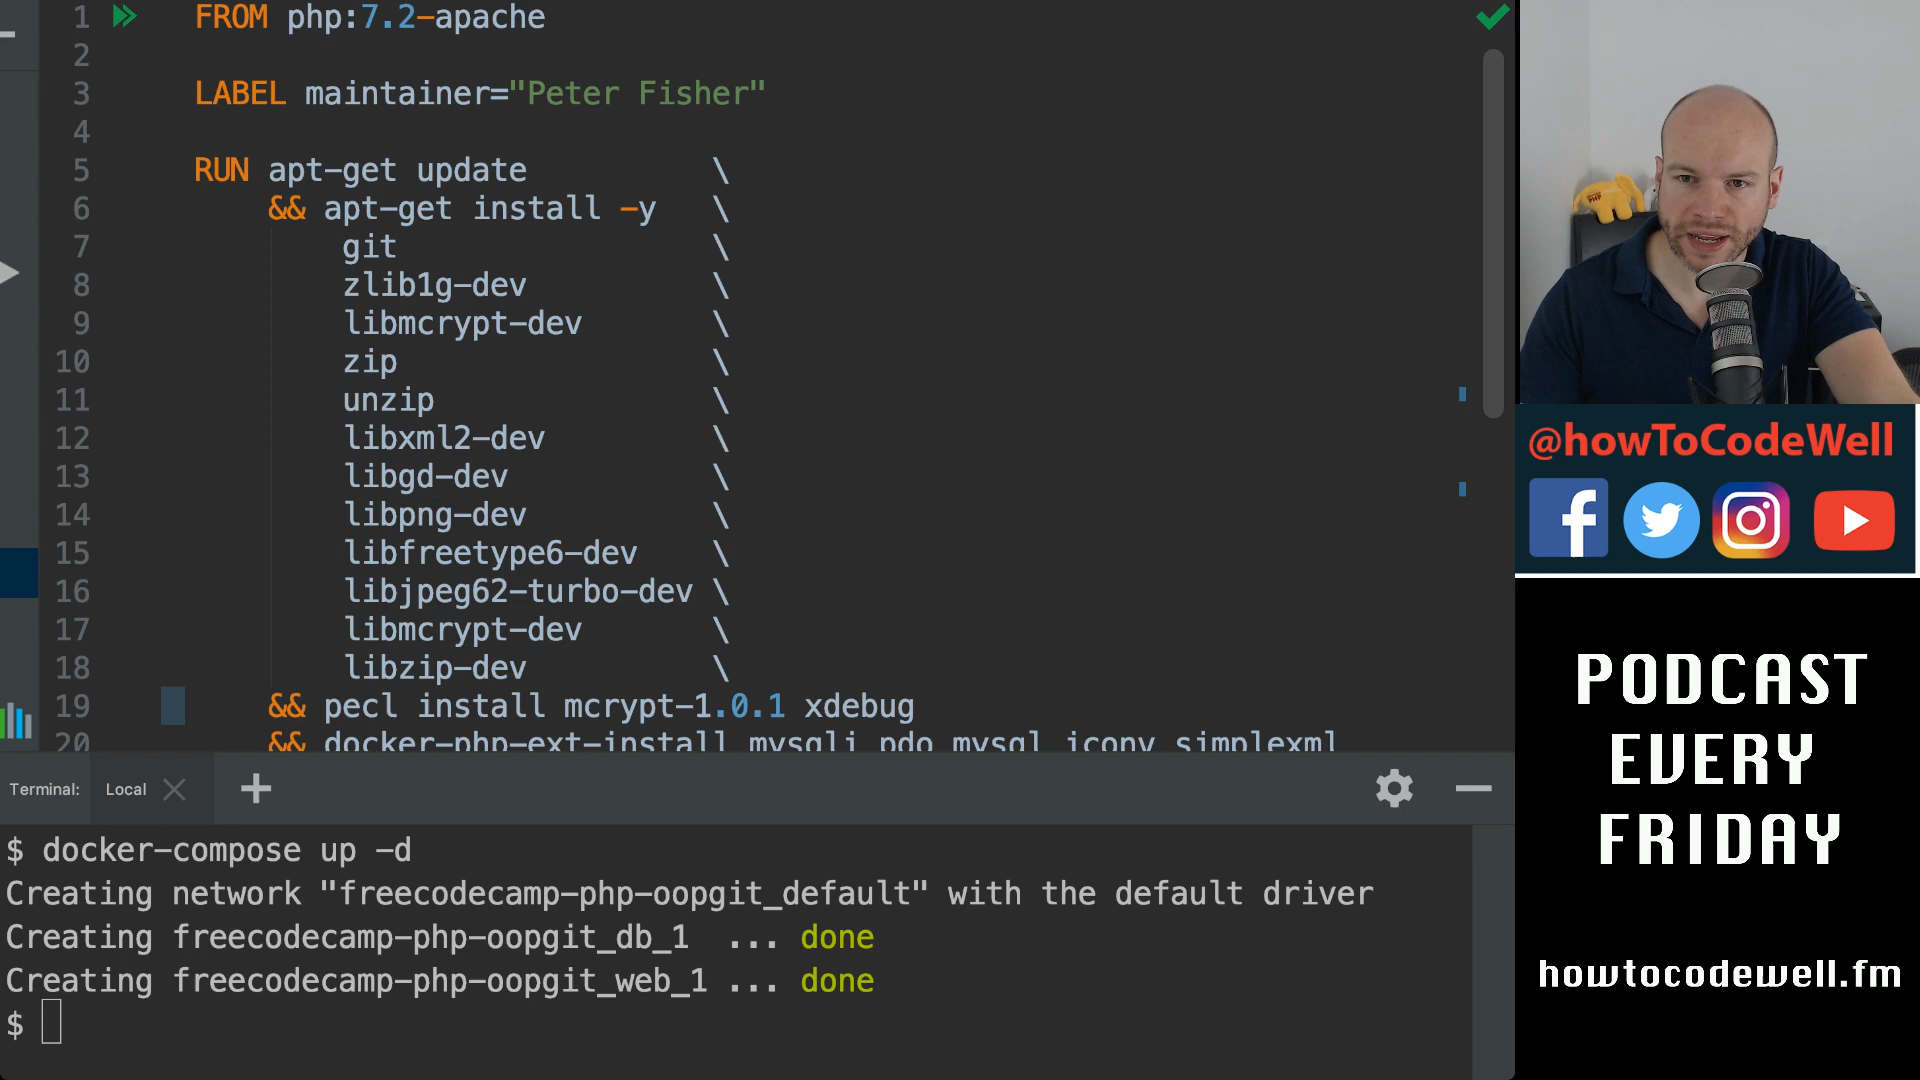 1 FROM php:7.2-apache
2
3 LABEL maintainer="Peter Fisher"
4
5 RUN apt-get update \
6 && apt-get install -y \
7 git \
8 zlib1g-dev \
9 libmcrypt-dev \
10 zip \
11 unzip \
12 libxml2-dev \
13 libgd-dev \
14 libpng-dev \
15 libfreetype6-dev \
16 libjpeg62-turbo-dev \
17 libmcrypt-dev \
18 libzip-dev \
19 && pecl install mcrypt-1.0.1 xdebug
20 && docker-php-ext-install mysqli pdo_mysql iconv simplexml
Terminal: Local
$ docker-compose up -d
Creating network "freecodecamp-php-oopgit_default" with the default driver
Creating freecodecamp-php-oopgit_db_1 ... done
Creating freecodecamp-php-oopgit_web_1 ... done
$
PHP
@howToCodeWell
PODCAST
EVERY
FRIDAY
howtocodewell.fm